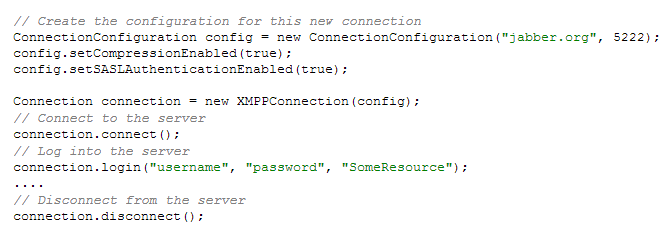 // Create the configuration for this new connection
ConnectionConfiguration config = new ConnectionConfiguration("jabber.org", 5222);
config.setCompressionEnabled(true);
config.setSASLAuthenticationEnabled(true);

Connection connection = new XMPPConnection(config);
// Connect to the server
connection.connect();
// Log into the server
connection.login("username", "password", "SomeResource");
....
// Disconnect from the server
connection.disconnect();